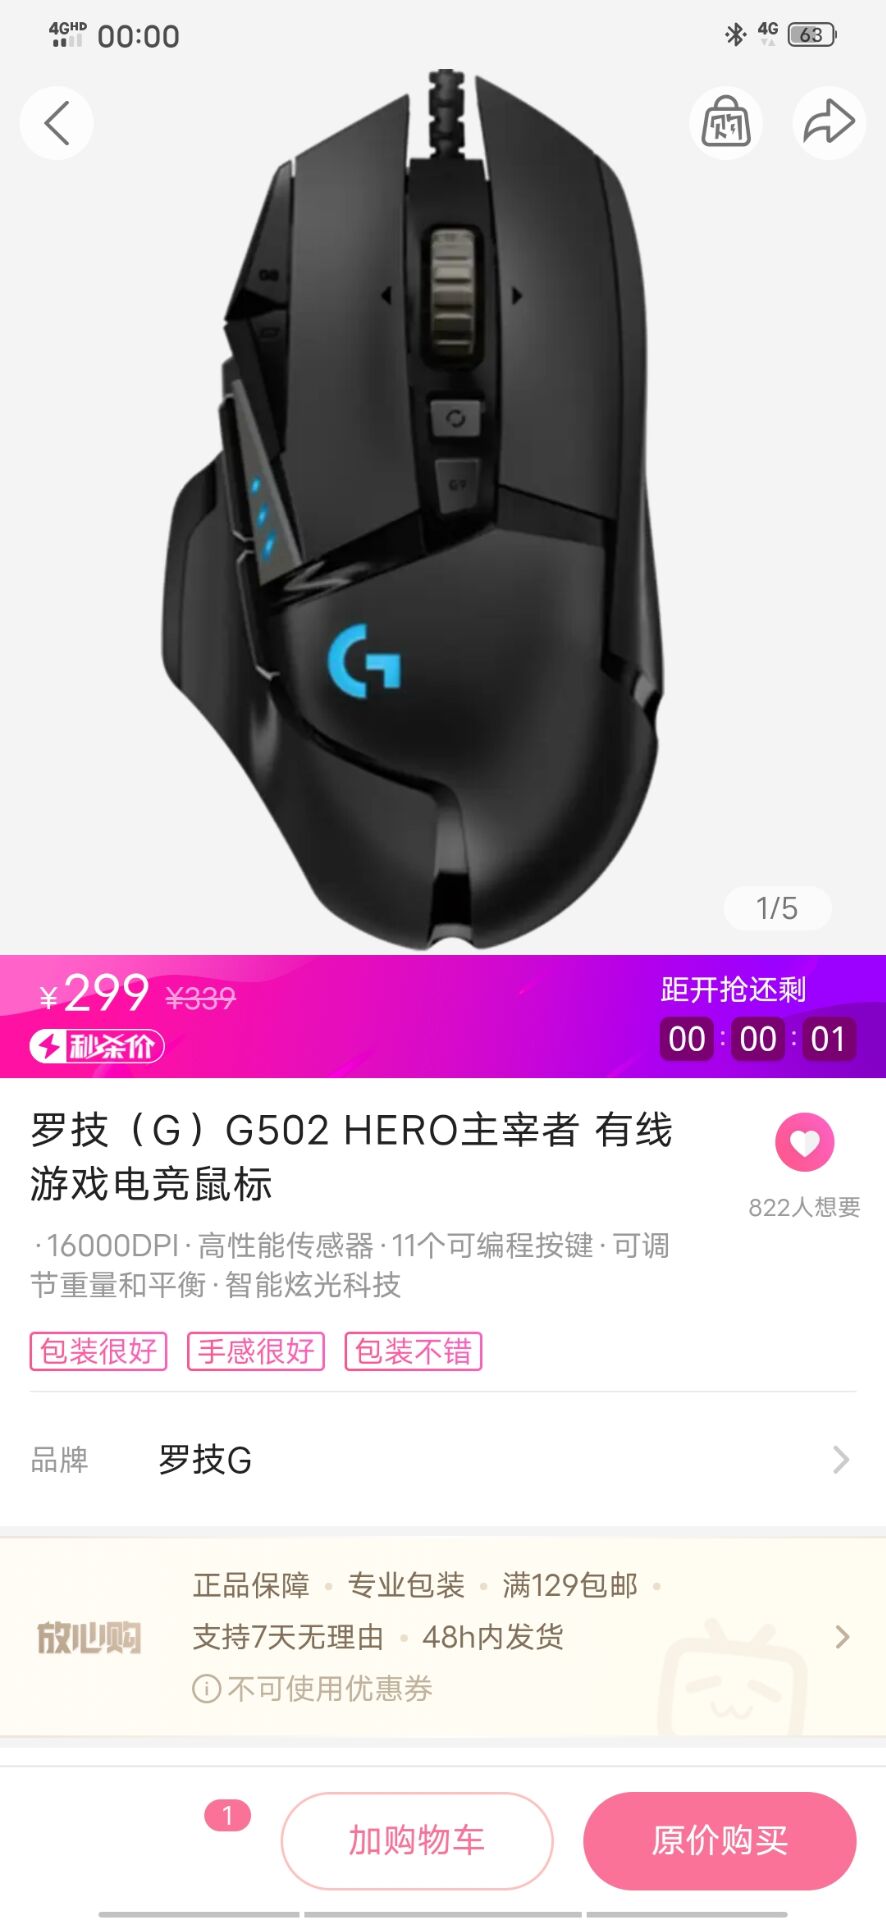 4GHD 00:00 4G 63
购
G8
G9
1/5
¥299 ¥339
距开抢还剩
秒杀价
00:00:01
罗技（G）G502 HERO主宰者 有线
游戏电竞鼠标
822人想要
·16000DPI·高性能传感器·11个可编程按键·可调
节重量和平衡·智能炫光科技
包装很好 手感很好 包装不错
品牌 罗技G
放心购
正品保障 · 专业包装 · 满129包邮 ·
支持7天无理由 · 48h内发货
不可使用优惠券
1
加购物车 原价购买